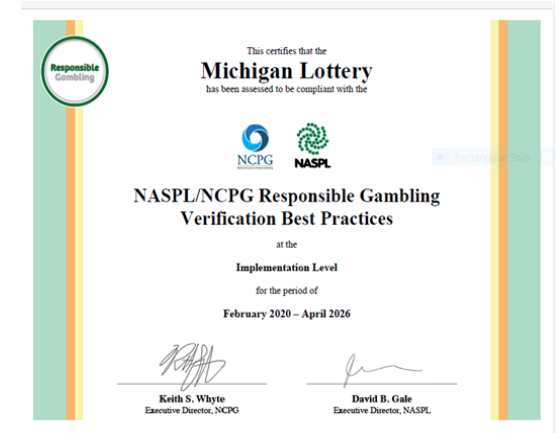 Responsible
Gambling
This certifies that the
Michigan Lottery
has been assessed to be compliant with the
NCPG
NASPL
Rectangular Snip
NASPL/NCPG Responsible Gambling
Verification Best Practices
at the
Implementation Level
for the period of
February 2020 – April 2026
Keith S. Whyte
Executive Director, NCPG
David B. Gale
Executive Director, NASPL